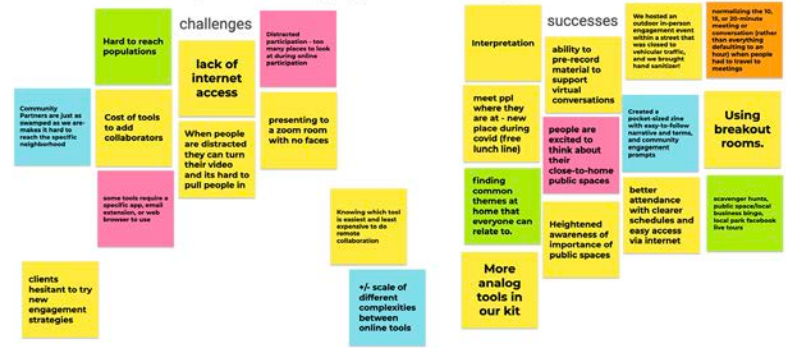 challenges
Hard to reach
populations
lack of
internet
access
Distracted
participation - too
many places to look
at during online
participation
Community
Partners are just as
swamped as we are-
makes it hard to
reach the specific
neighborhood
Cost of tools
to add
collaborators
When people
are distracted
they can turn
their video
and its hard to
pull people in
presenting to
a zoom room
with no faces
some tools require a
specific app, email
extension, or web
browser to use
Knowing which tool
is easiest and least
expensive to do
remote
collaboration
clients
hesitant to try
new
engagement
strategies
+/- scale of
different
complexities
between
online tools
successes
Interpretation
ability to
pre-record
material to
support
virtual
conversations
We hosted an
outdoor in-person
engagement event
within a street that
was closed to
vehicular traffic,
and we brought
hand sanitizer!
normalizing the 10,
15, or 20-minute
meeting or
conversation (rather
than everything
defaulting to an
hour) when people
had to travel to
meetings
meet ppl
where they
are at - new
place during
covid (free
lunch line)
people are
excited to
think about
their
close-to-home
public spaces
Created a
pocket-sized zine
with easy-to-follow
narrative and terms,
and community
engagement
prompts
Using
breakout
rooms.
finding
common
themes at
home that
everyone can
relate to.
Heightened
awareness of
importance of
public spaces
better
attendance
with clearer
schedules and
easy access
via internet
scavenger hunts,
public space/local
business bingo,
local park facebook
live tours
More
analog
tools in
our kit